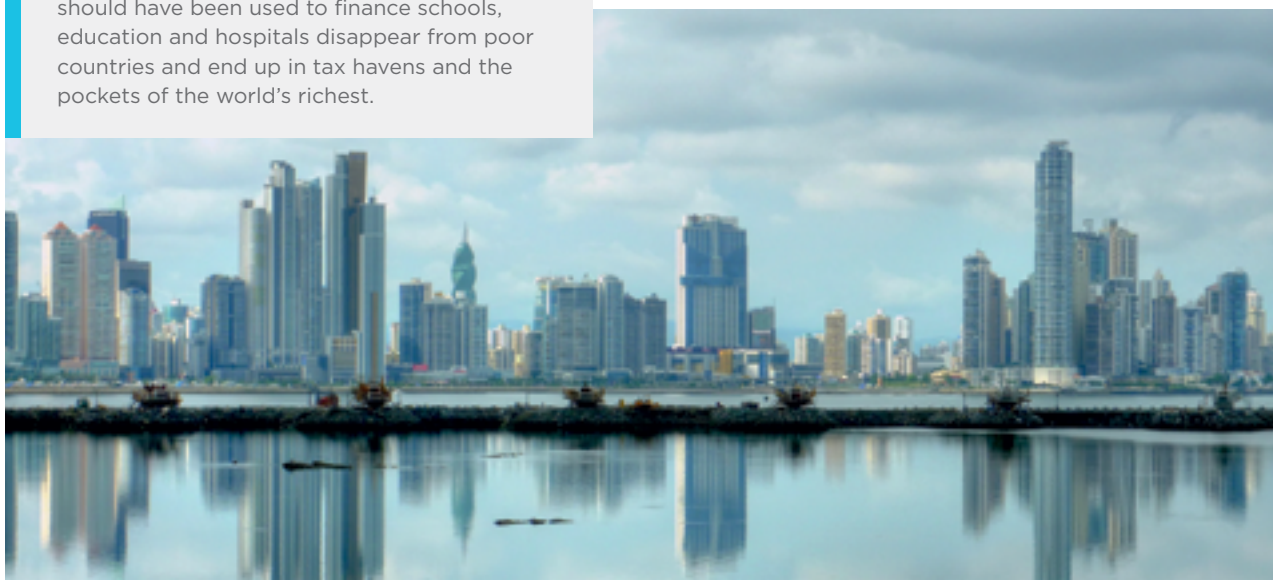 should have been used to finance schools,
education and hospitals disappear from poor
countries and end up in tax havens and the
pockets of the world’s richest.